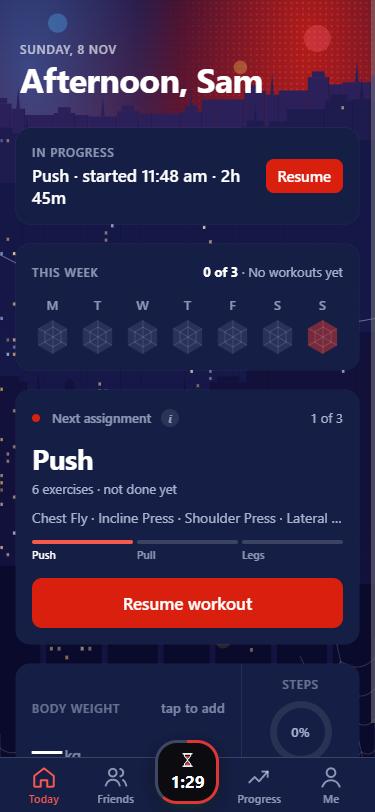 SUNDAY, 8 NOV
Afternoon, Sam
IN PROGRESS
Push · started 11:48 am · 2h
45m
Resume
THIS WEEK
0 of 3 · No workouts yet
M T W T F S S
Next assignment i
1 of 3
Push
6 exercises · not done yet
Chest Fly · Incline Press · Shoulder Press · Lateral ...
Push Pull Legs
Resume workout
BODY WEIGHT
tap to add
STEPS
0%
kg
1:29
Today
Friends
Progress
Me